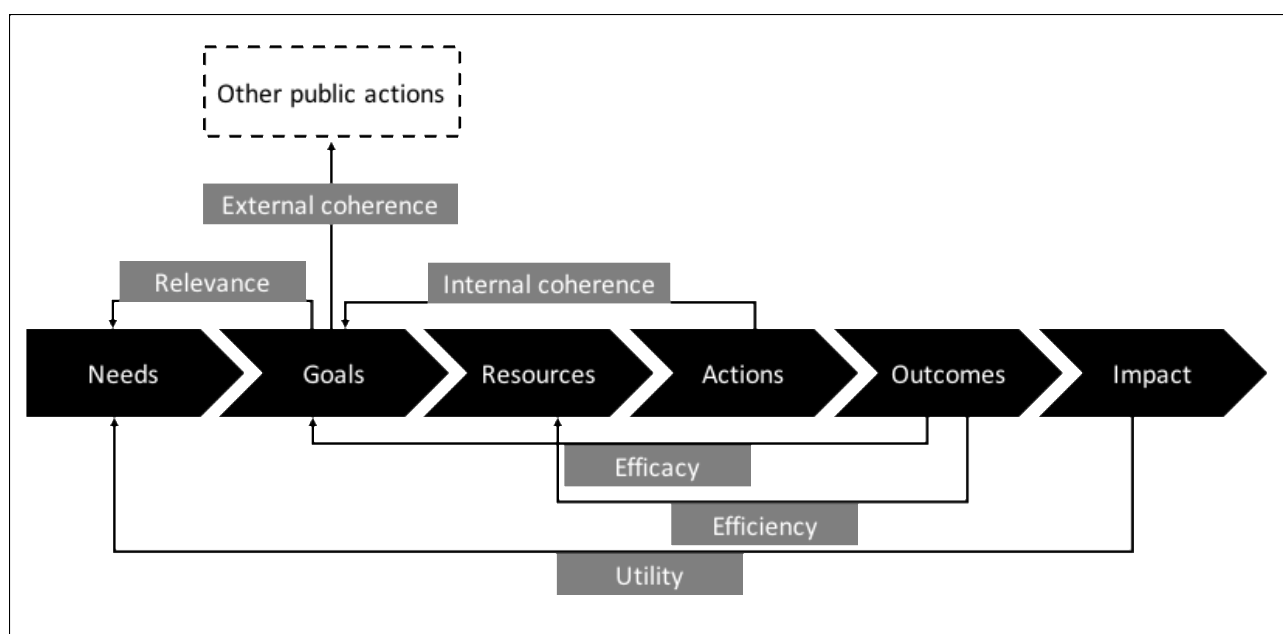 Other public actions
External coherence
Relevance
Internal coherence
Needs
Goals
Resources
Actions
Outcomes
Impact
Efficacy
Efficiency
Utility